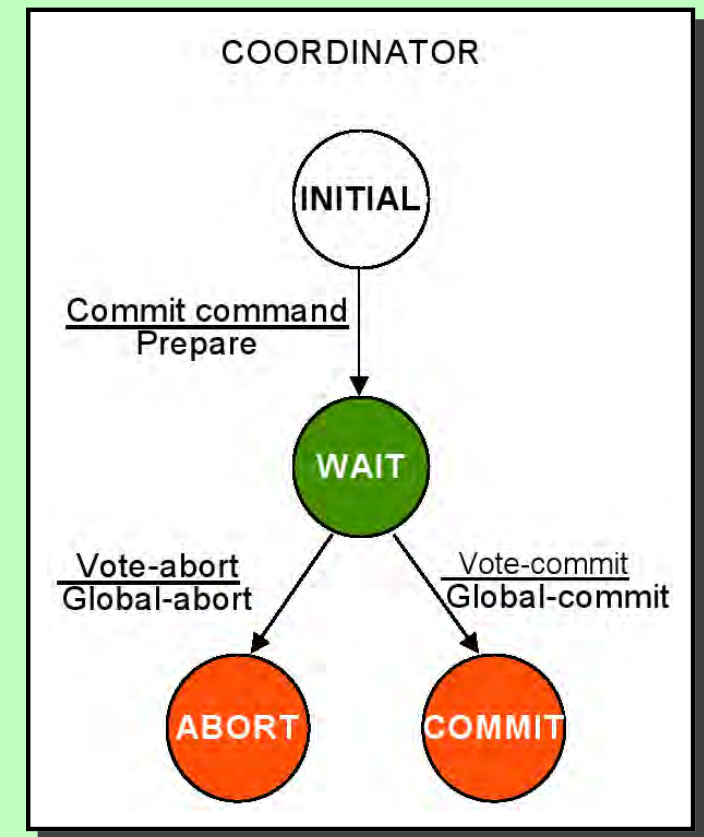 COORDINATOR
INITIAL
Commit command
Prepare
WAIT
Vote-abort
Global-abort
Vote-commit
Global-commit
ABORT
COMMIT